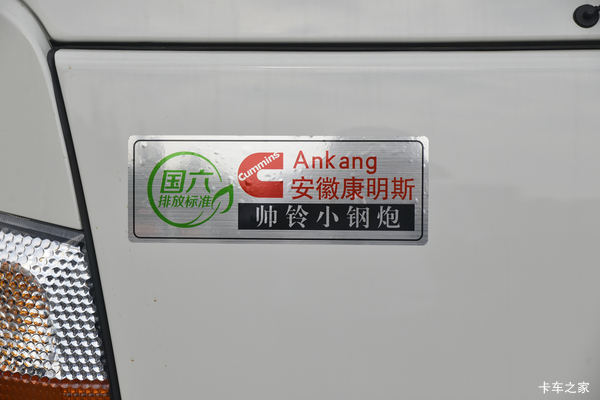 国六
排放标准
Cummins
Ankang
安徽康明斯
帅铃小钢炮
卡车之家